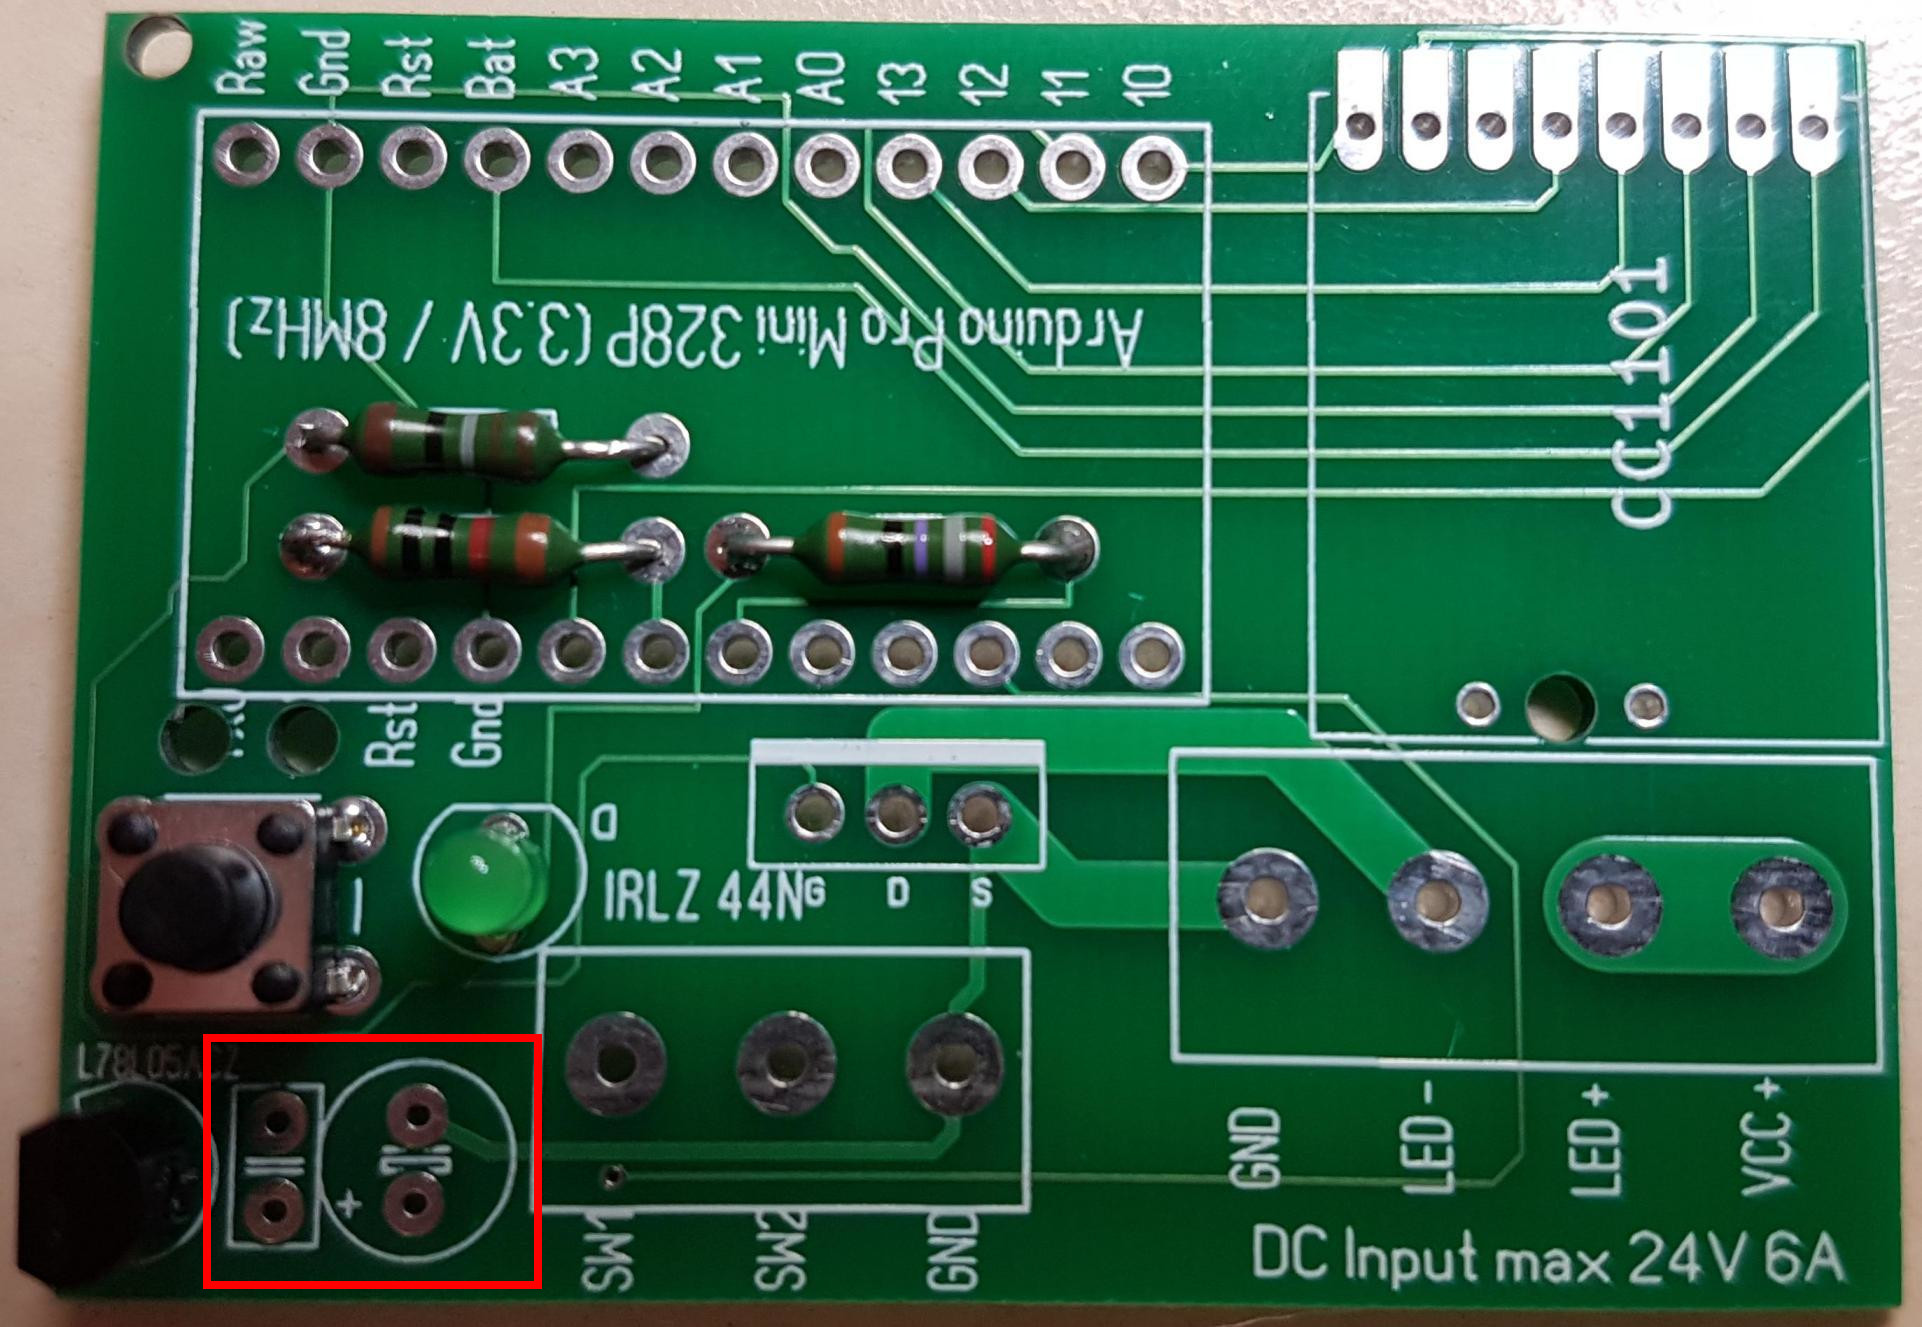 Raw Gnd Rst Bat A3 A2 A1 A0 13 12 11 10
Arduino Pro Mini 328P (3.3V / 8MHz)
CC1101
Rst Gnd
D
IRLZ 44N
G D S
L78L05ACZ
+
SW1 SW2 GND
GND LED - LED + VCC +
DC Input max 24V 6A